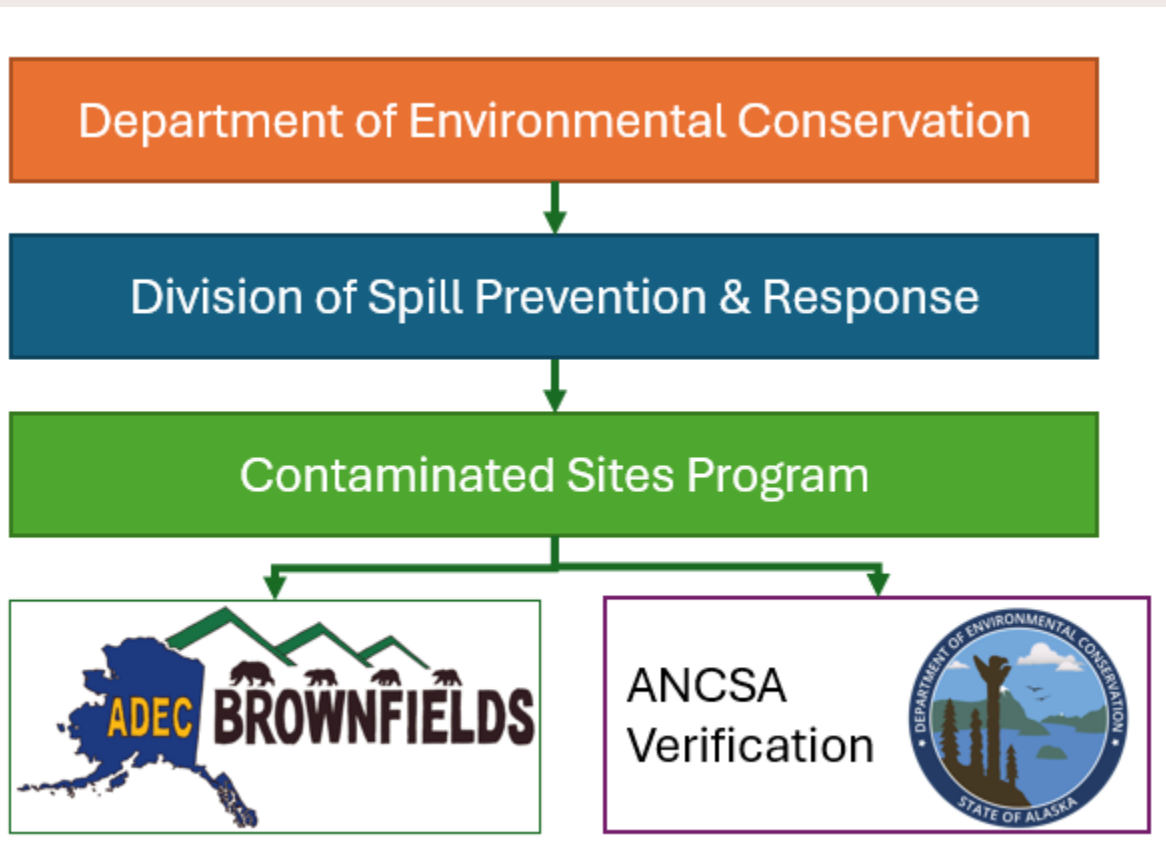 Department of Environmental Conservation
Division of Spill Prevention & Response
Contaminated Sites Program
ADEC BROWNFIELDS
ANCSA
Verification
DEPARTMENT OF ENVIRONMENTAL CONSERVATION
STATE OF ALASKA